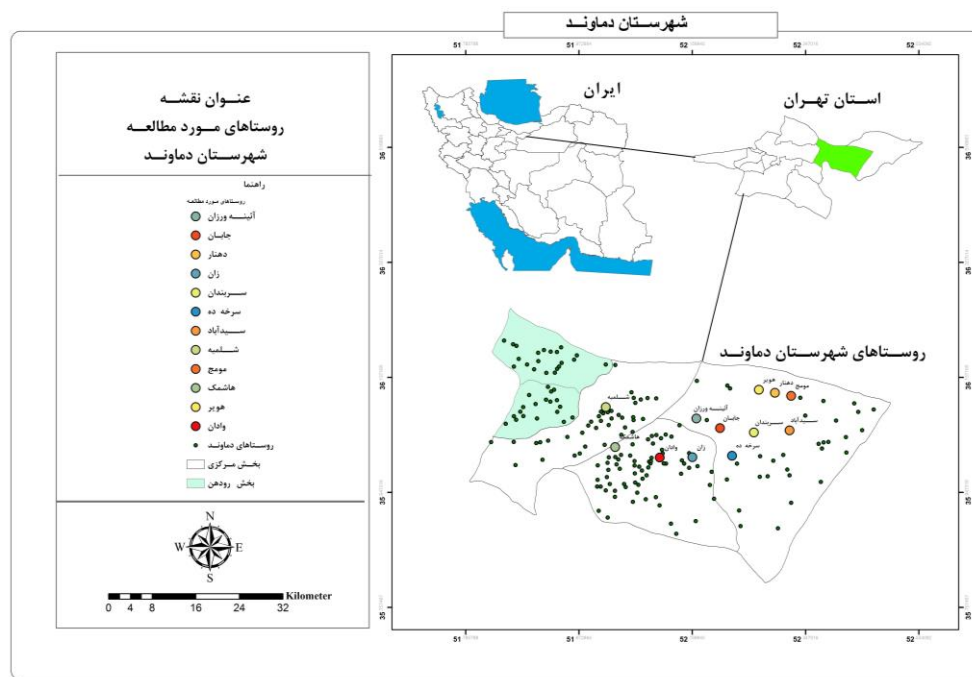 شهرستان دماوند
عنوان نقشه
روستاهای مورد مطالعه
شهرستان دماوند
راهنما
روستاهای مورد مطالعه
آئینه ورزان
جابان
دهنار
زان
سربندان
سرخه ده
سیدآباد
شلمبه
مومج
هاشمک
هویر
وادان
روستاهای دماوند
بخش مرکزی
بخش رودهن
N
W E
S
0 4 8 16 24 32 Kilometer
51 51 52 52 52
ایران
استان تهران
روستاهای شهرستان دماوند
هویر
دهنار
مومج
شلمبه
آئینه ورزان
جابان
سربندان
سیدآباد
هاشمک
وادان
زان
سرخه ده
36
36
36
35
35
36
36
36
35
35
51 51 52 52 52